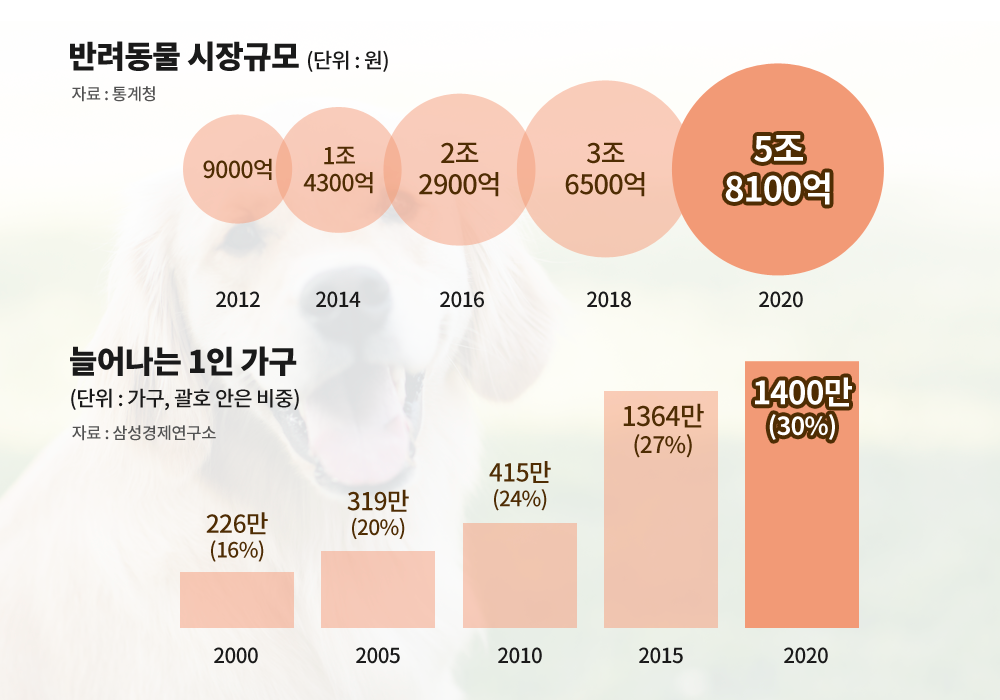 반려동물 시장규모 (단위 : 원)
자료 : 통계청
9000억
1조
4300억
2조
2900억
3조
6500억
5조
8100억
2012
2014
2016
2018
2020
늘어나는 1인 가구
(단위 : 가구, 괄호 안은 비중)
자료 : 삼성경제연구소
226만
(16%)
319만
(20%)
415만
(24%)
1364만
(27%)
1400만
(30%)
2000
2005
2010
2015
2020